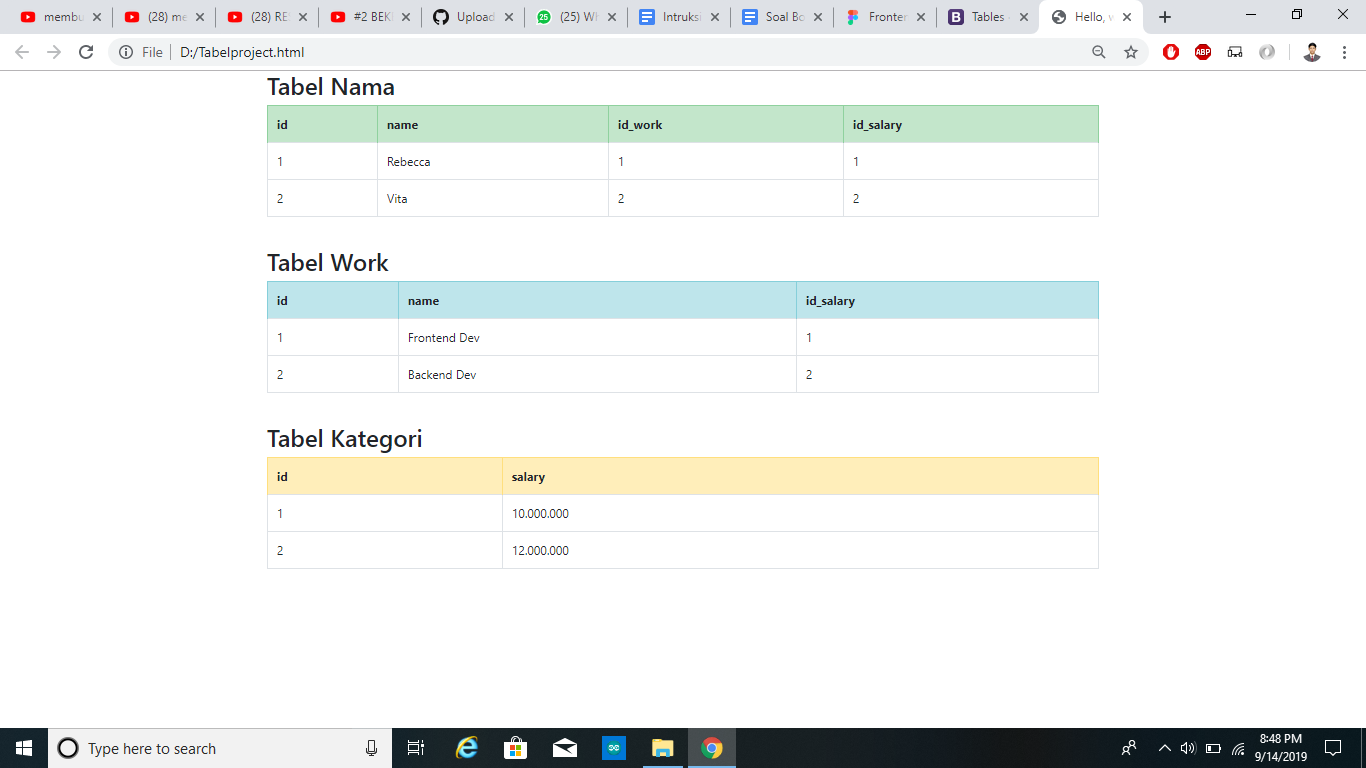 membu
(28) me
(28) RE
#2 BEK
Upload
(25) Wh
Intruksi
Soal Bo
Fronter
Tables
Hello, w
File D:/Tabelproject.html
ABP
Tabel Nama
id name id_work id_salary
1 Rebecca 1 1
2 Vita 2 2
Tabel Work
id name id_salary
1 Frontend Dev 1
2 Backend Dev 2
Tabel Kategori
id salary
1 10.000.000
2 12.000.000
Type here to search
8:48 PM
9/14/2019